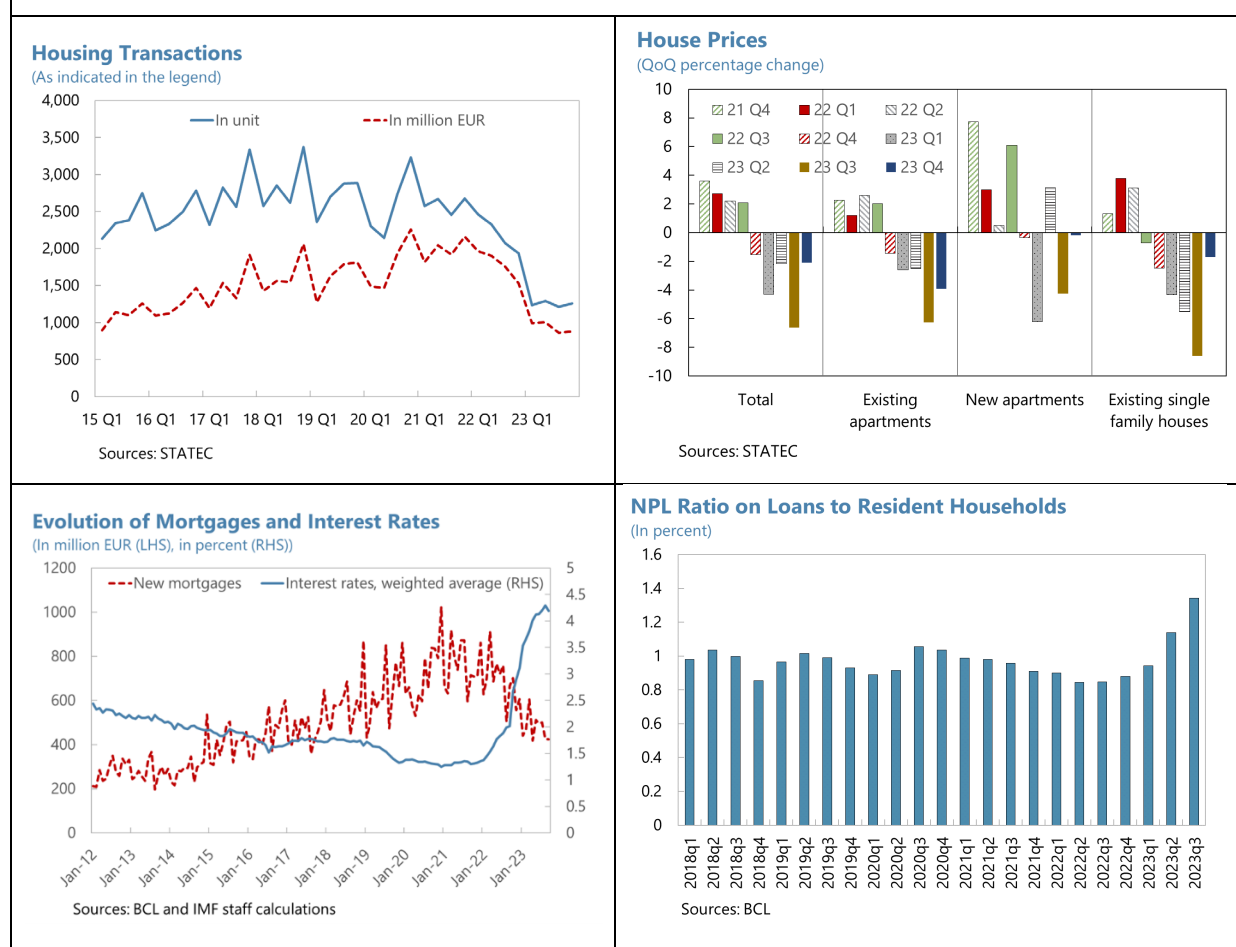 Housing Transactions
(As indicated in the legend)
4,000
3,500
3,000
2,500
2,000
1,500
1,000
500
0
In unit
In million EUR
15 Q1 16 Q1 17 Q1 18 Q1 19 Q1 20 Q1 21 Q1 22 Q1 23 Q1
Sources: STATEC
House Prices
(QoQ percentage change)
10
8
6
4
2
0
-2
-4
-6
-8
-10
21 Q4 22 Q1 22 Q2
22 Q3 22 Q4 23 Q1
23 Q2 23 Q3 23 Q4
Total
Existing
apartments
New apartments
Existing single
family houses
Sources: STATEC
Evolution of Mortgages and Interest Rates
(In million EUR (LHS), in percent (RHS))
1200
1000
800
600
400
200
0
New mortgages
Interest rates, weighted average (RHS)
5
4.5
4
3.5
3
2.5
2
1.5
1
0.5
0
Jan-12
Jan-13
Jan-14
Jan-15
Jan-16
Jan-17
Jan-18
Jan-19
Jan-20
Jan-21
Jan-22
Jan-23
Sources: BCL and IMF staff calculations
NPL Ratio on Loans to Resident Households
(In percent)
1.6
1.4
1.2
1
0.8
0.6
0.4
0.2
0
2018q1
2018q2
2018q3
2018q4
2019q1
2019q2
2019q3
2019q4
2020q1
2020q2
2020q3
2020q4
2021q1
2021q2
2021q3
2021q4
2022q1
2022q2
2022q3
2022q4
2023q1
2023q2
2023q3
Sources: BCL